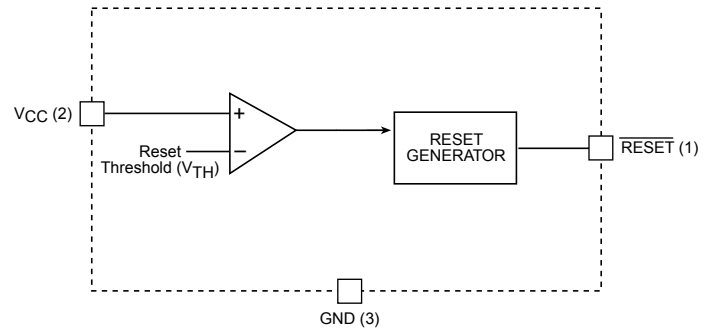 VCC (2)
+
Reset
Threshold (VTH)
−
RESET
GENERATOR
RESET (1)
GND (3)